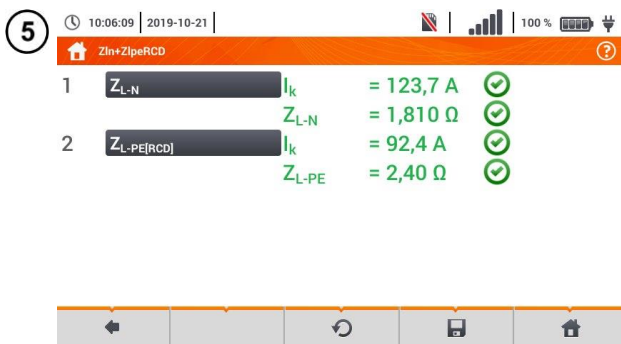 5
10:06:09 2019-10-21 100 %
Zln+ZlpeRCD ?
1 ZL-N Ik = 123,7 A
ZL-N = 1,810 Ω
2 ZL-PE[RCD] Ik = 92,4 A
ZL-PE = 2,40 Ω